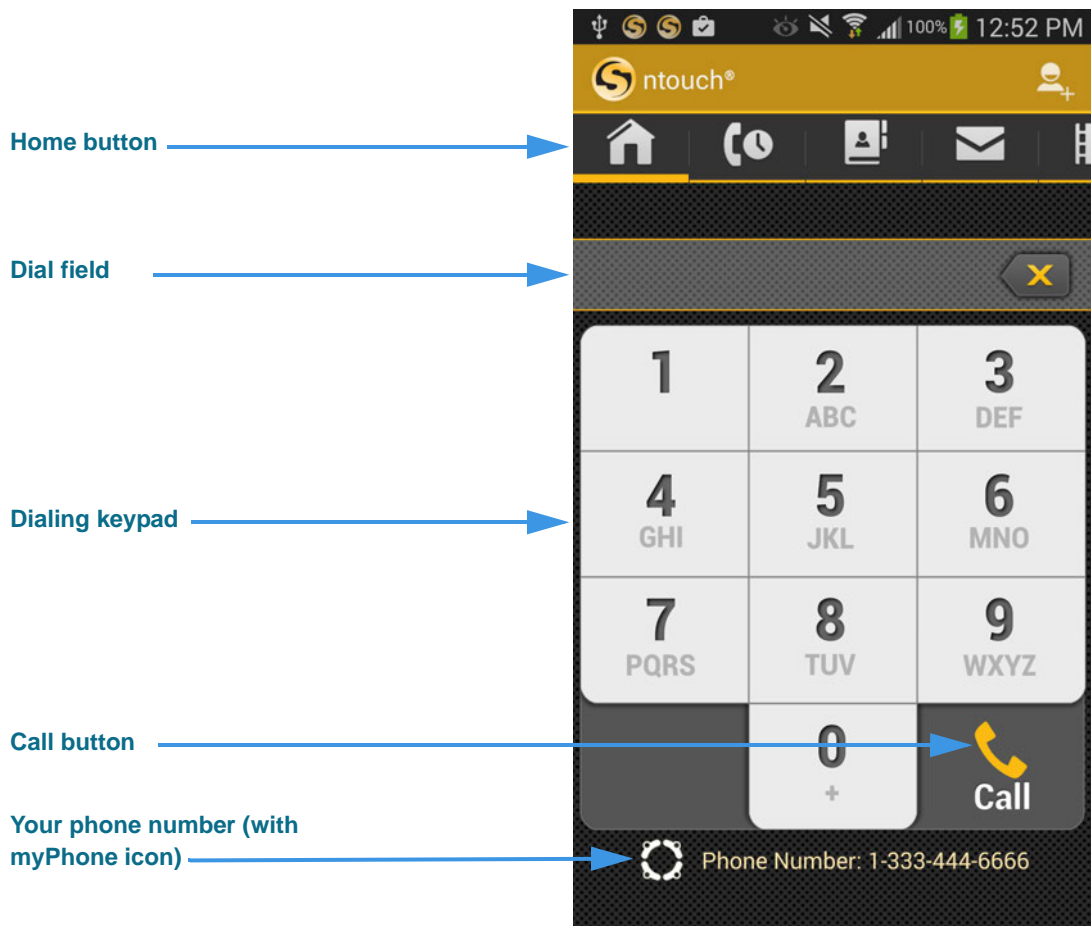 100% 12:52 PM
ntouch®
Home button
Dial field
X
1 2 3
ABC DEF
Dialing keypad
4 5 6
GHI JKL MNO
7 8 9
PQRS TUV WXYZ
Call button
0
+
Call
Your phone number (with
myPhone icon)
Phone Number: 1-333-444-6666